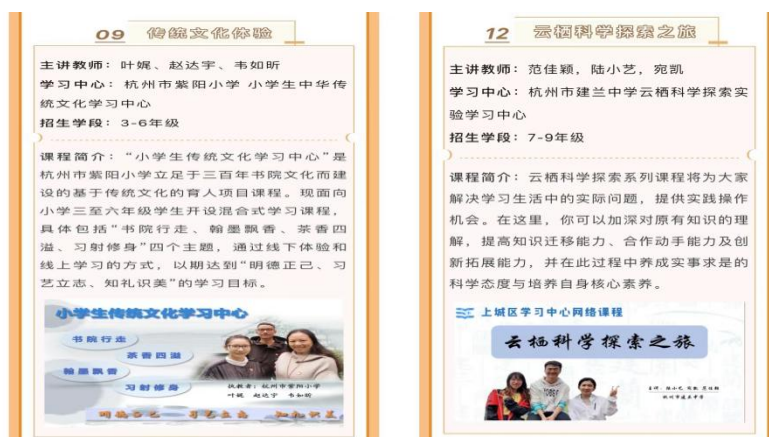 09 传统文化体验
主讲教师：叶娓、赵达宇、韦如昕
学习中心：杭州市紫阳小学 小学生中华传
统文化学习中心
招生学段：3-6年级
课程简介：“小学生传统文化学习中心”是
杭州市紫阳小学立足于三百年书院文化而建
设的基于传统文化的育人项目课程。现面向
小学三至六年级学生开设混合式学习课程，
具体包括“书院行走、翰墨飘香、茶香四
溢、习射修身”四个主题，通过线下体验和
线上学习的方式，以期达到“明德正己、习
艺立志、知礼识美”的学习目标。
小学生传统文化学习中心
书院行走
茶香四溢
翰墨飘香
习射修身
执教者：杭州市紫阳小学
叶娓 赵达宇 韦如昕
明德正己 习艺立志 知礼识美
12 云栖科学探索之旅
主讲教师：范佳颖，陆小艺，宛凯
学习中心：杭州市建兰中学云栖科学探索实
验学习中心
招生学段：7-9年级
课程简介：云栖科学探索系列课程将为大家
解决学习生活中的实际问题，提供实践操作
机会。在这里，你可以加深对原有知识的理
解，提高知识迁移能力、合作动手能力及创
新拓展能力，并在此过程中养成实事求是的
科学态度与培养自身核心素养。
上城区学习中心网络课程
云栖科学探索之旅
主讲：陆小艺 宛凯 范佳颖
杭州市建兰中学